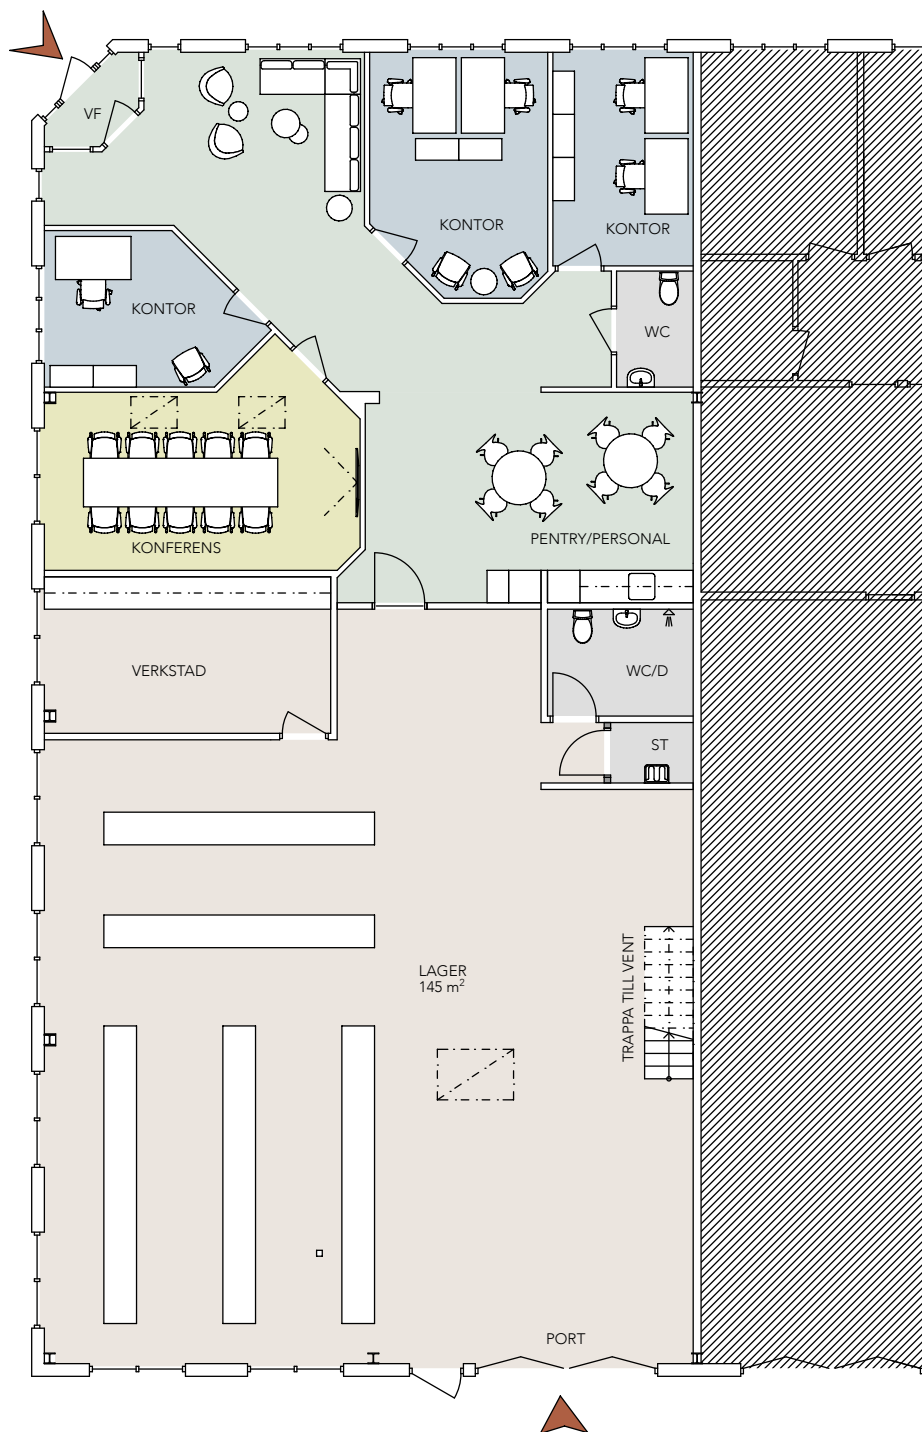 VF
KONTOR
KONTOR
KONTOR
WC
KONFERENS
PENTRY/PERSONAL
VERKSTAD
WC/D
ST
TRAPPA TILL VENT
LAGER
145 m²
PORT